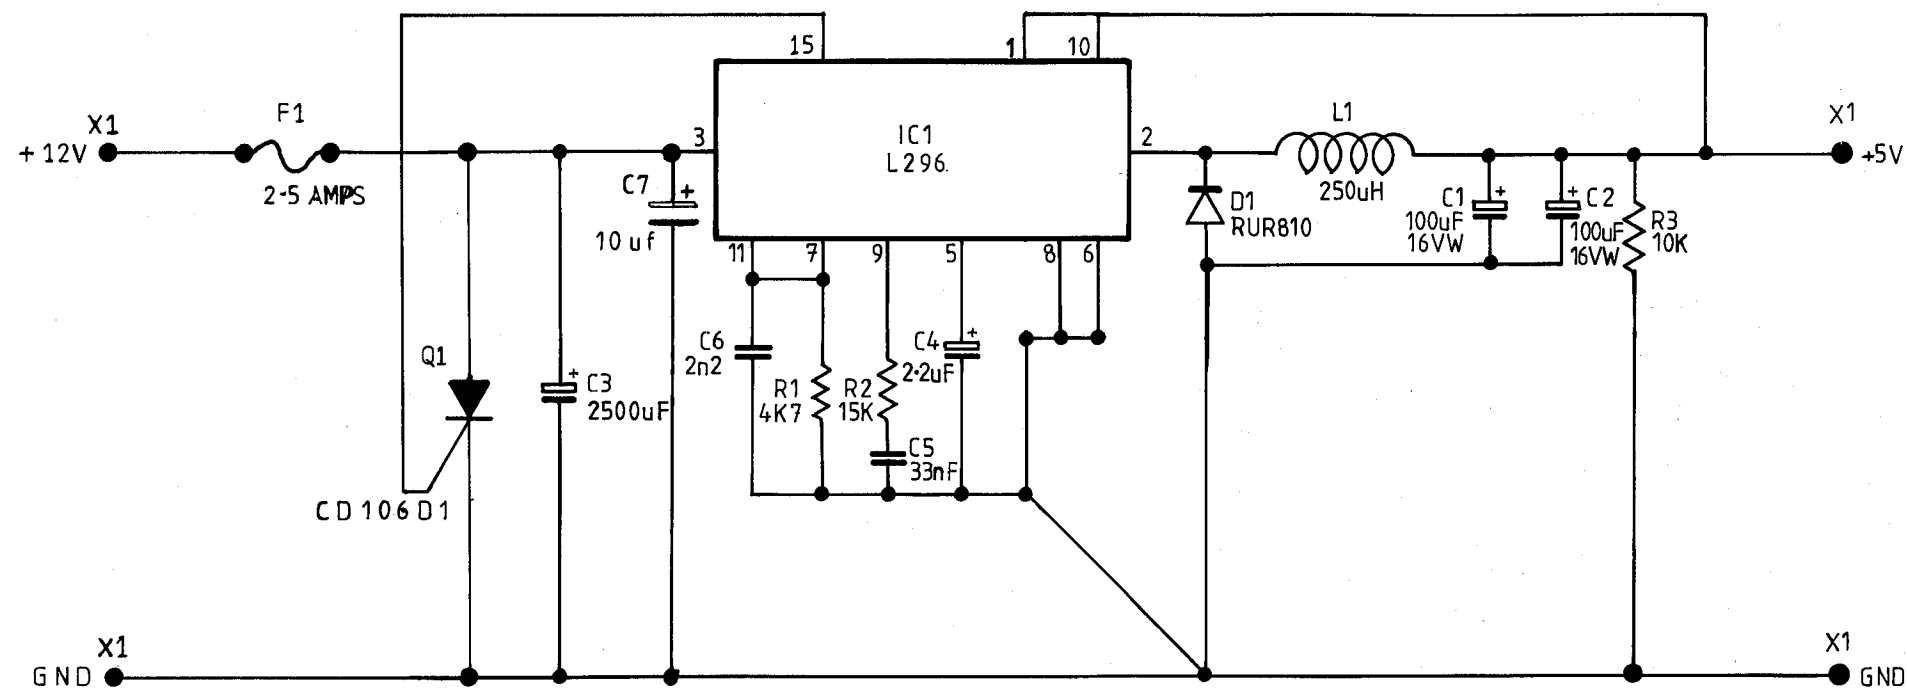 15
1
10
F1
X1
+12V
2·5 AMPS
3
IC1
L296.
2
L1
250uH
X1
+5V
C7
+
10uf
D1
RUR810
C1
+
100uF
16VW
+
C2
100uF
16VW
R3
10K
11
7
9
5
8
6
C6
2n2
R1
4K7
R2
15K
C4
+
2·2uF
C5
33nF
Q1
+
C3
2500uF
CD106D1
X1
GND
X1
GND